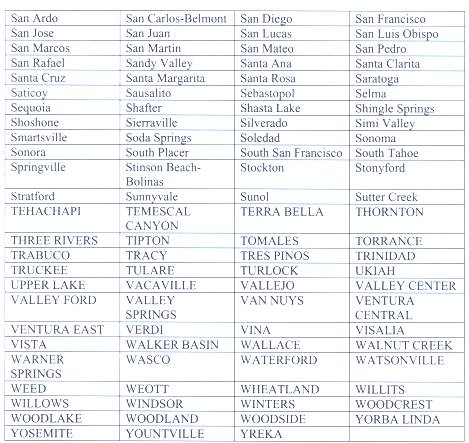 San Ardo San Carlos-Belmont San Diego San Francisco
San Jose San Juan San Lucas San Luis Obispo
San Marcos San Martin San Mateo San Pedro
San Rafael Sandy Valley Santa Ana Santa Clarita
Santa Cruz Santa Margarita Santa Rosa Saratoga
Saticoy Sausalito Sebastopol Selma
Sequoia Shafter Shasta Lake Shingle Springs
Shoshone Sierraville Silverado Simi Valley
Smartsville Soda Springs Soledad Sonoma
Sonora South Placer South San Francisco South Tahoe
Springville Stinson Beach- Stockton Stonyford
Bolinas
Stratford Sunnyvale Sunol Sutter Creek
TEHACHAPI TEMESCAL TERRA BELLA THORNTON
CANYON
THREE RIVERS TIPTON TOMALES TORRANCE
TRABUCO TRACY TRES PINOS TRINIDAD
TRUCKEE TULARE TURLOCK UKIAH
UPPER LAKE VACAVILLE VALLEJO VALLEY CENTER
VALLEY FORD VALLEY VAN NUYS VENTURA
SPRINGS CENTRAL
VENTURA EAST VERDI VINA VISALIA
VISTA WALKER BASIN WALLACE WALNUT CREEK
WARNER WASCO WATERFORD WATSONVILLE
SPRINGS
WEED WEOTT WHEATLAND WILLITS
WILLOWS WINDSOR WINTERS WOODCREST
WOODLAKE WOODLAND WOODSIDE YORBA LINDA
YOSEMITE YOUNTVILLE YREKA